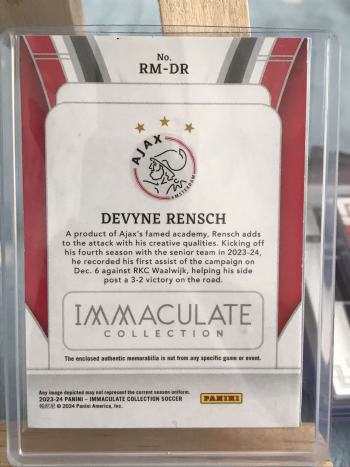 No.
RM-DR
AJAX
AMSTERDAM
DEVYNE RENSCH
A product of Ajax's famed academy, Rensch adds
to the attack with his creative qualities. Kicking off
his fourth season with the senior team in 2023-24,
he recorded his first assist of the campaign on
Dec. 6 against RKC Waalwijk, helping his side
post a 3-2 victory on the road.
IMMACULATE
COLLECTION
The enclosed authentic memorabilia is not from any specific game or event.
Any image depicted may not represent the current season uniform.
2023-24 PANINI – IMMACULATE COLLECTION SOCCER
帕尼尼 © 2024 Panini America, Inc.
PANINI